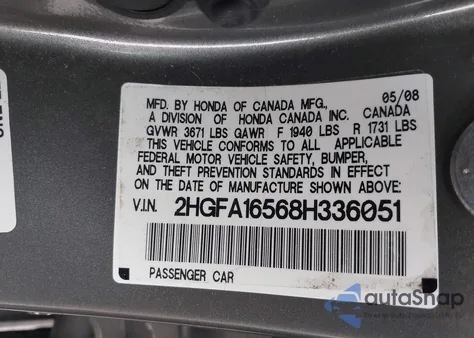 MFD. BY HONDA OF CANADA MFG., 05/08
A DIVISION OF HONDA CANADA INC. CANADA
GVWR 3671 LBS GAWR F 1940 LBS R 1731 LBS
THIS VEHICLE CONFORMS TO ALL APPLICABLE
FEDERAL MOTOR VEHICLE SAFETY, BUMPER,
AND THEFT PREVENTION STANDARDS IN EFFECT
ON THE DATE OF MANUFACTURE SHOWN ABOVE:
V.I.N. 2HGFA16568H336051
PASSENGER CAR
autoSnap